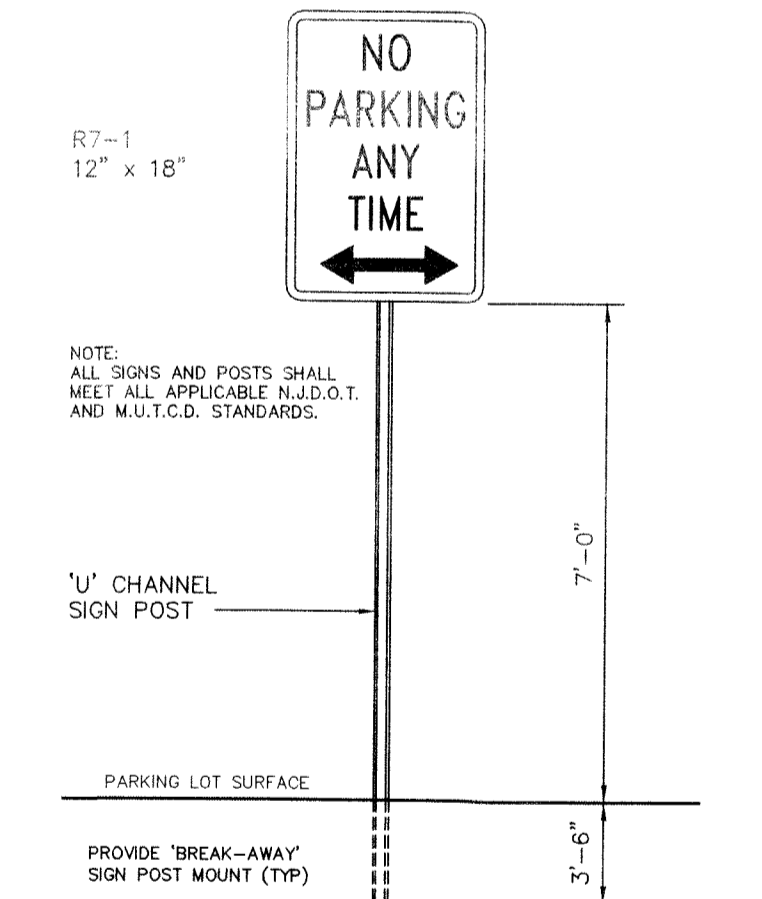 NO
PARKING
ANY
TIME
R7-1
12" x 18"
NOTE:
ALL SIGNS AND POSTS SHALL
MEET ALL APPLICABLE N.J.D.O.T.
AND M.U.T.C.D. STANDARDS.
7'-0"
'U' CHANNEL
SIGN POST
PARKING LOT SURFACE
PROVIDE 'BREAK-AWAY'
SIGN POST MOUNT (TYP)
3'-6"